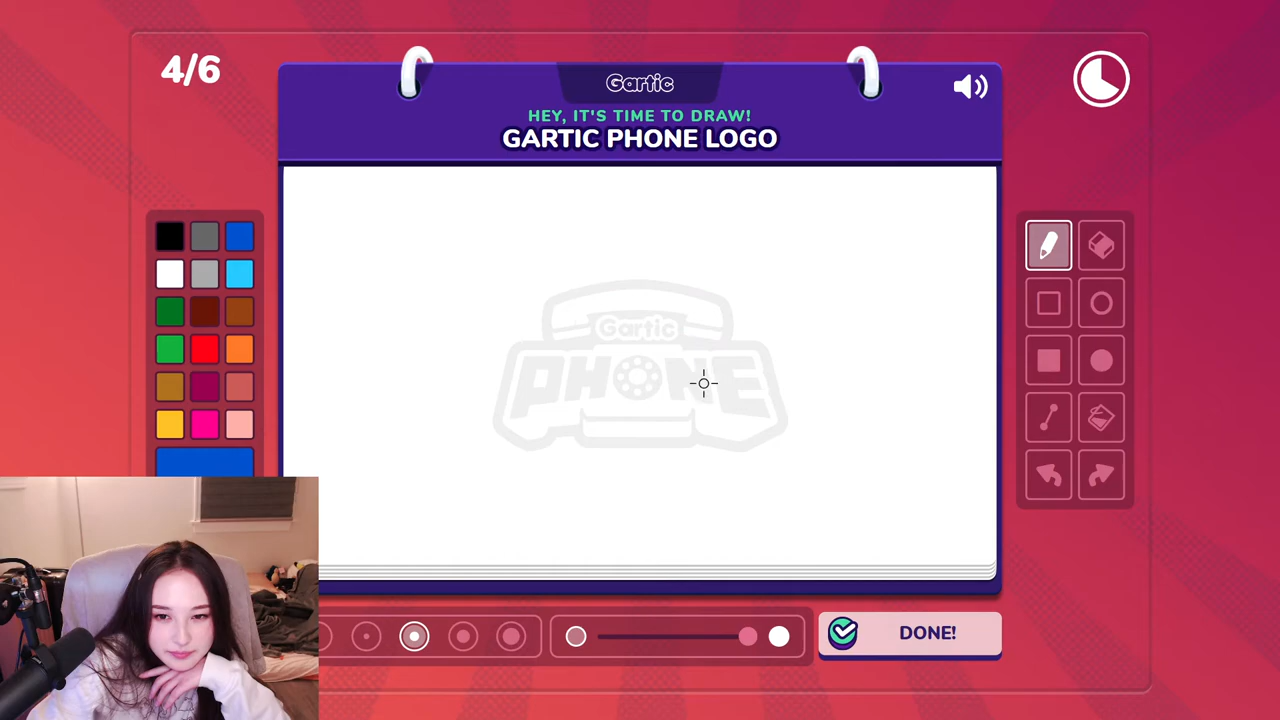 4/6
Gartic
HEY, IT'S TIME TO DRAW!
GARTIC PHONE LOGO
Gartic
PHONE
DONE!